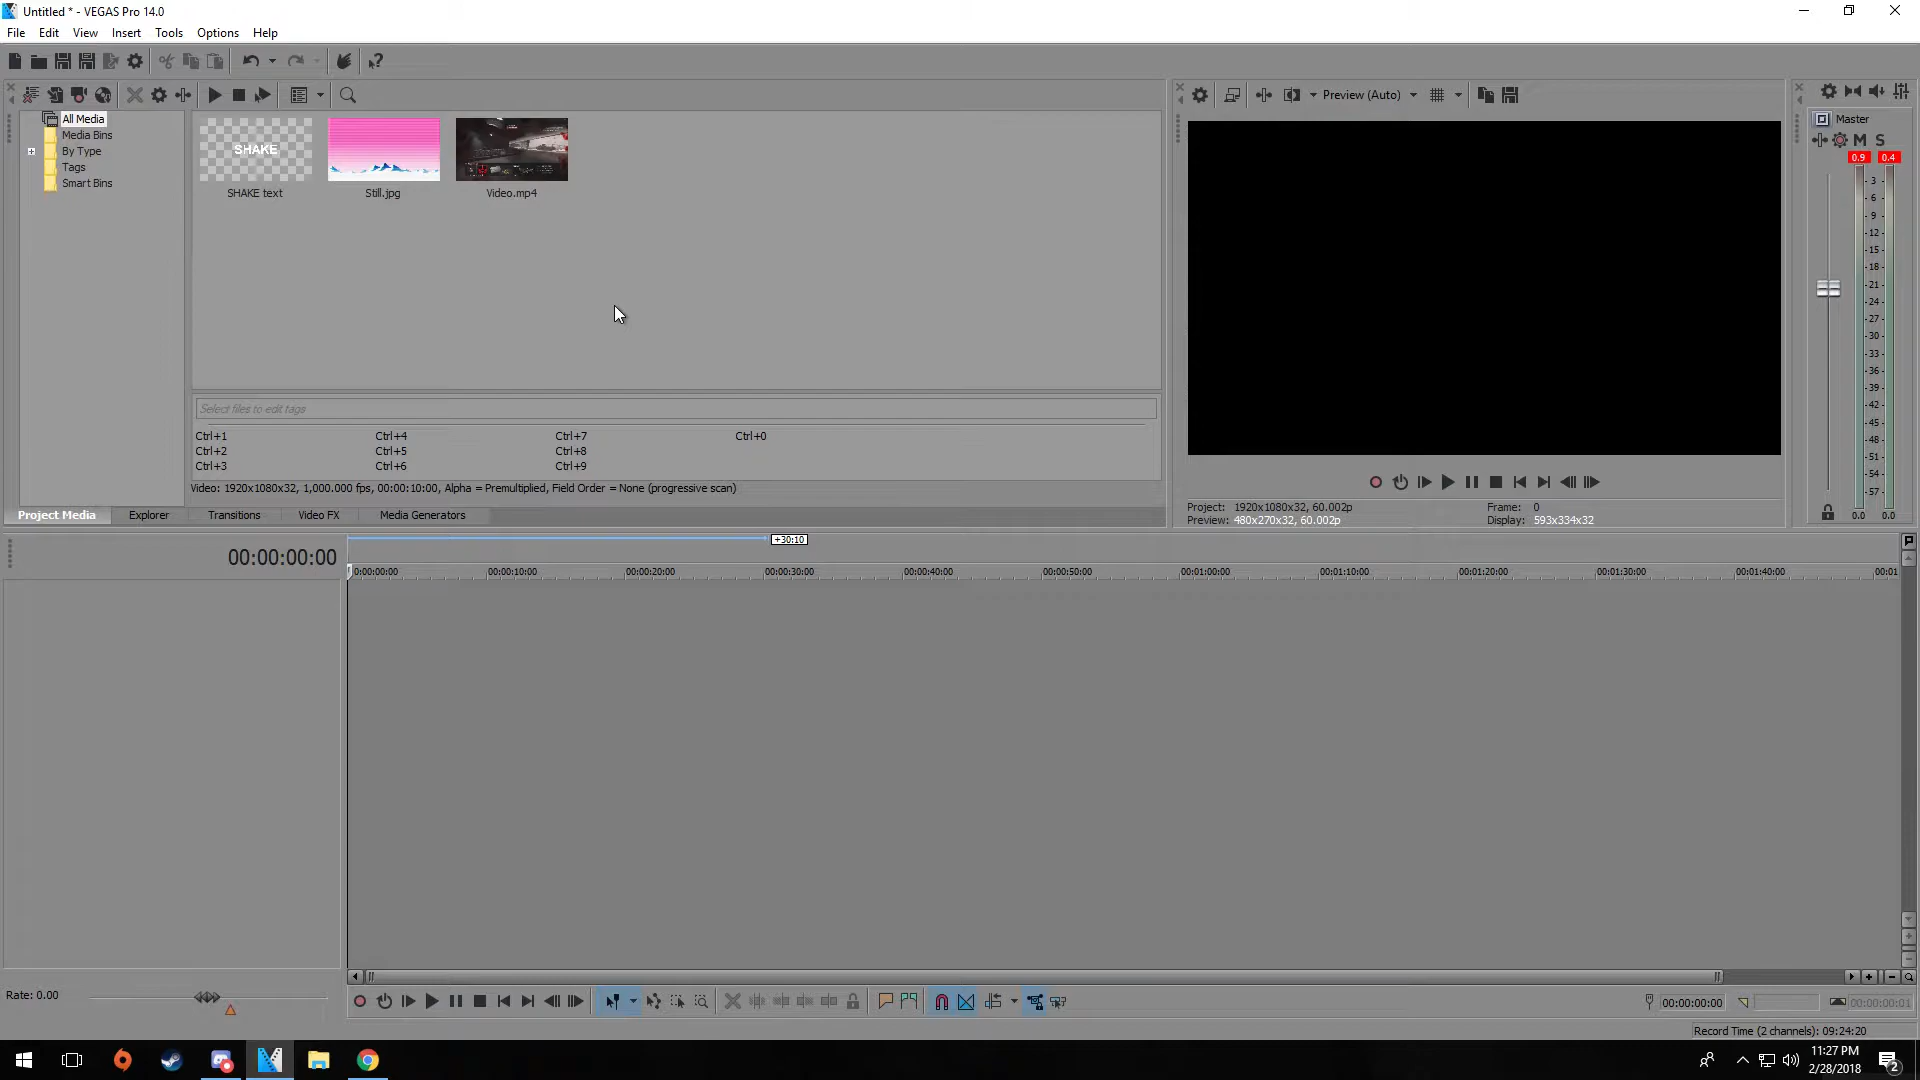 Untitled * - VEGAS Pro 14.0
File Edit View Insert Tools Options Help
Preview (Auto)
All Media
Media Bins
By Type
Tags
Smart Bins
SHAKE
SHAKE text
Still.jpg
Video.mp4
Master
M S
0.9 0.4
3
6
9
12
15
18
21
24
27
30
33
36
39
42
45
48
51
54
57
0.0 0.0
Select files to edit tags
Ctrl+1 Ctrl+4 Ctrl+7 Ctrl+0
Ctrl+2 Ctrl+5 Ctrl+8
Ctrl+3 Ctrl+6 Ctrl+9
Video: 1920x1080x32, 1,000.000 fps, 00:00:10:00, Alpha = Premultiplied, Field Order = None (progressive scan)
Project Media Explorer Transitions Video FX Media Generators
Project: 1920x1080x32, 60.002p Frame: 0
Preview: 480x270x32, 60.002p Display: 593x334x32
00:00:00:00
+30:10
0:00:00:00 00:00:10:00 00:00:20:00 00:00:30:00 00:00:40:00 00:00:50:00 00:01:00:00 00:01:10:00 00:01:20:00 00:01:30:00 00:01:40:00 00:01
Rate: 0.00
00:00:00:00 00:00:00:01
Record Time (2 channels): 09:24:20
11:27 PM
2/28/2018
2